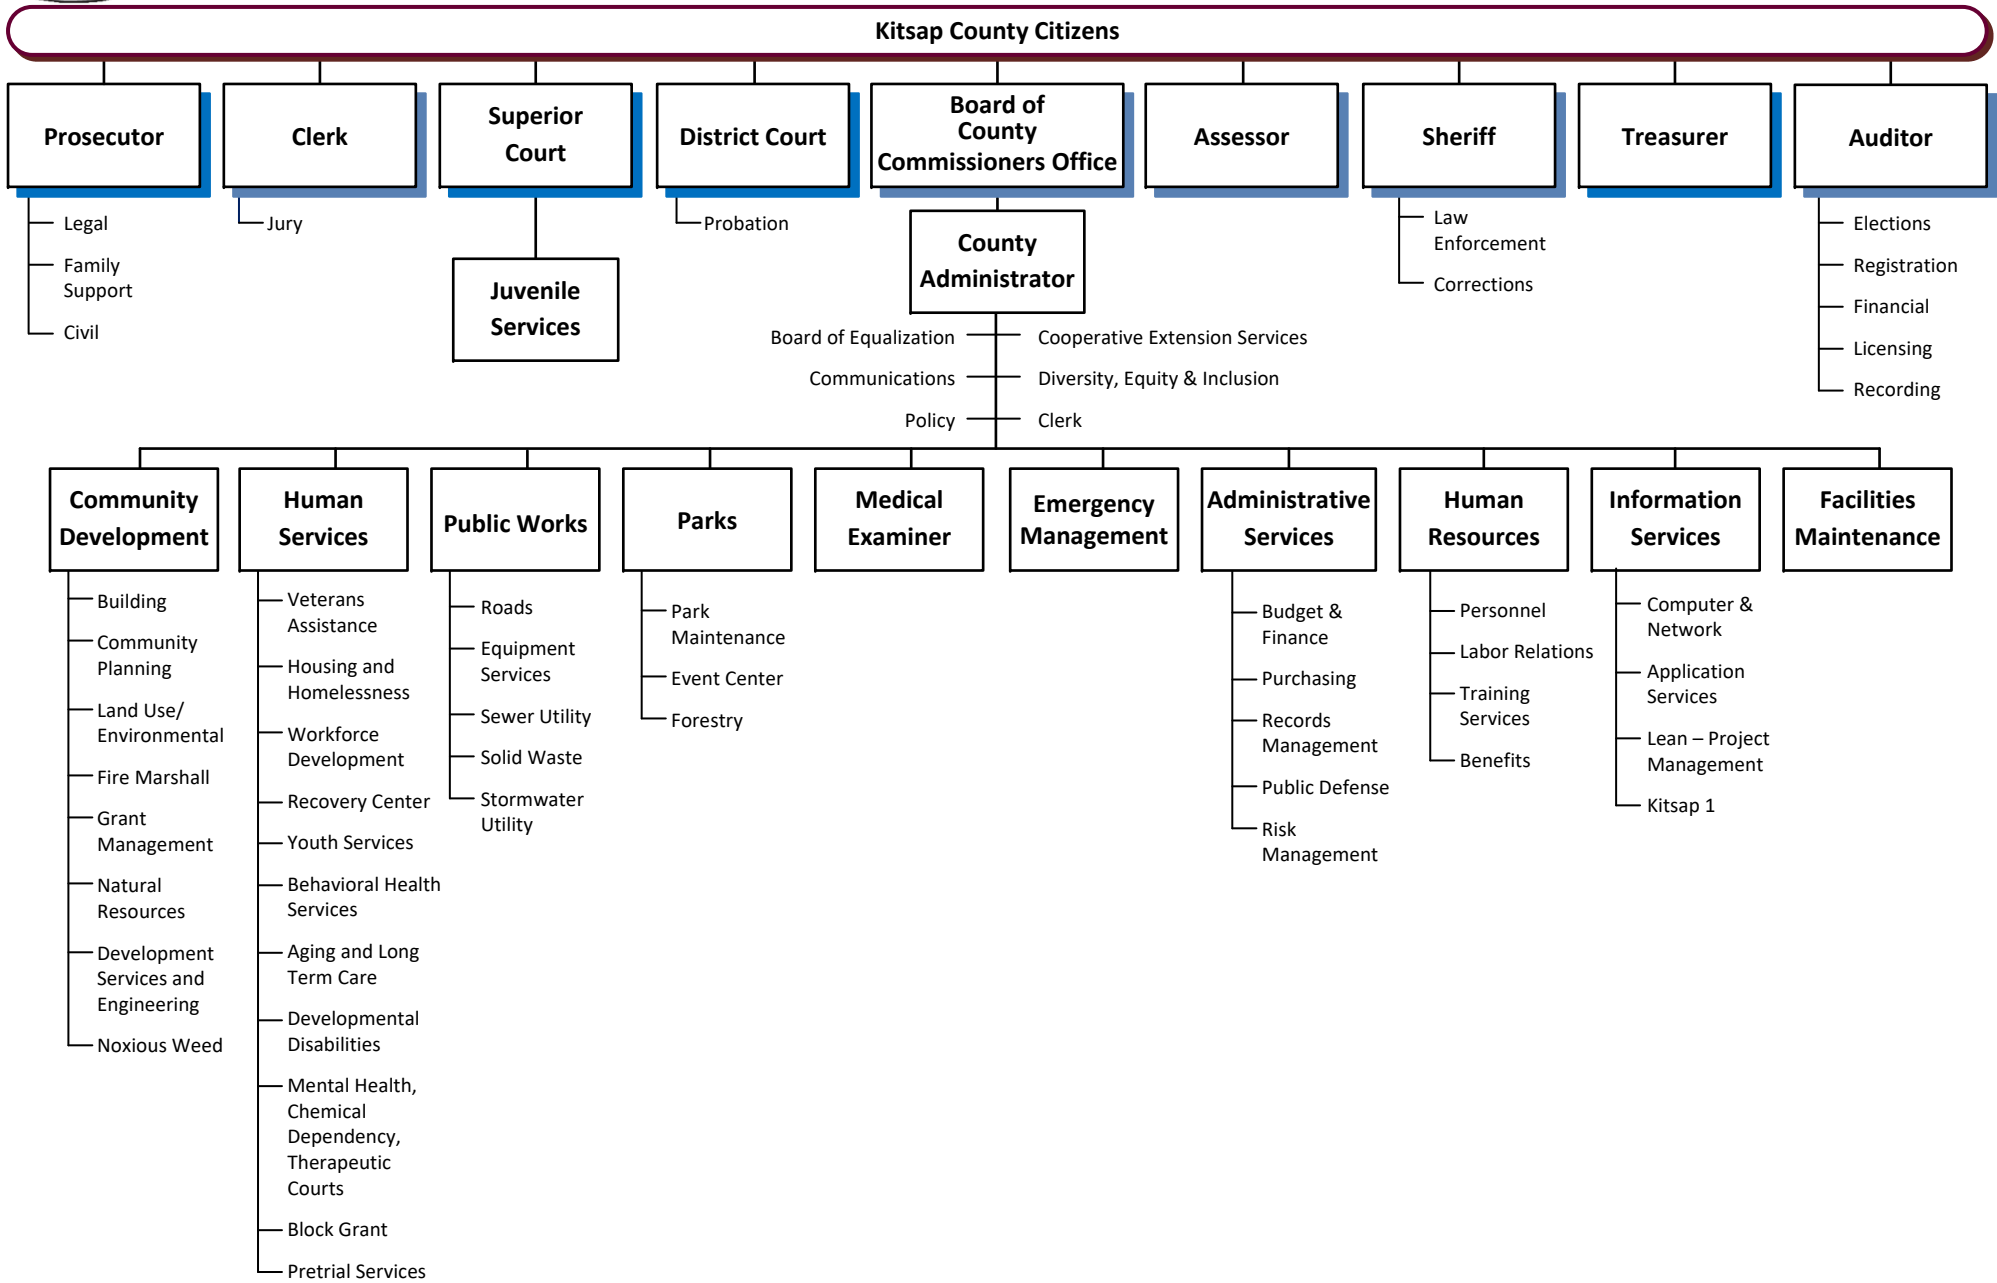 Kitsap County Citizens
Prosecutor
Legal
Family
Support
Civil
Clerk
Jury
Superior
Court
Juvenile
Services
District Court
Probation
Board of
County
Commissioners Office
County
Administrator
Board of Equalization
Cooperative Extension Services
Communications
Diversity, Equity & Inclusion
Policy
Clerk
Assessor
Sheriff
Law
Enforcement
Corrections
Treasurer
Auditor
Elections
Registration
Financial
Licensing
Recording
Community
Development
Building
Community
Planning
Land Use/
Environmental
Fire Marshall
Grant
Management
Natural
Resources
Development
Services and
Engineering
Noxious Weed
Human
Services
Veterans
Assistance
Housing and
Homelessness
Workforce
Development
Recovery Center
Youth Services
Behavioral Health
Services
Aging and Long
Term Care
Developmental
Disabilities
Mental Health,
Chemical
Dependency,
Therapeutic
Courts
Block Grant
Pretrial Services
Public Works
Roads
Equipment
Services
Sewer Utility
Solid Waste
Stormwater
Utility
Parks
Park
Maintenance
Event Center
Forestry
Medical
Examiner
Emergency
Management
Administrative
Services
Budget &
Finance
Purchasing
Records
Management
Public Defense
Risk
Management
Human
Resources
Personnel
Labor Relations
Training
Services
Benefits
Information
Services
Computer &
Network
Application
Services
Lean – Project
Management
Kitsap 1
Facilities
Maintenance